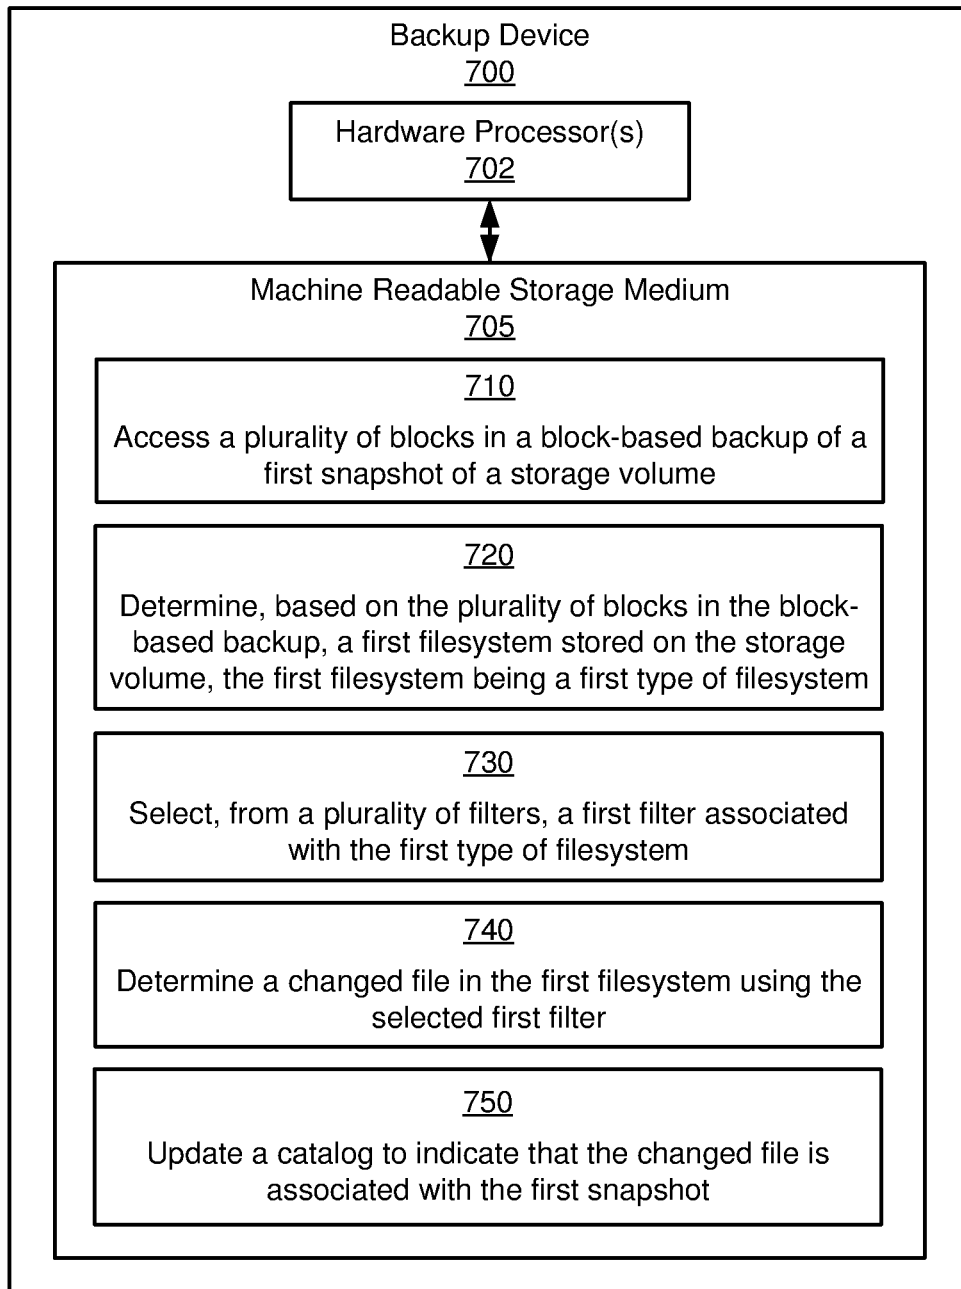 Backup Device
700
Hardware Processor(s)
702
Machine Readable Storage Medium
705
710
Access a plurality of blocks in a block-based backup of a
first snapshot of a storage volume
720
Determine, based on the plurality of blocks in the block-
based backup, a first filesystem stored on the storage
volume, the first filesystem being a first type of filesystem
730
Select, from a plurality of filters, a first filter associated
with the first type of filesystem
740
Determine a changed file in the first filesystem using the
selected first filter
750
Update a catalog to indicate that the changed file is
associated with the first snapshot